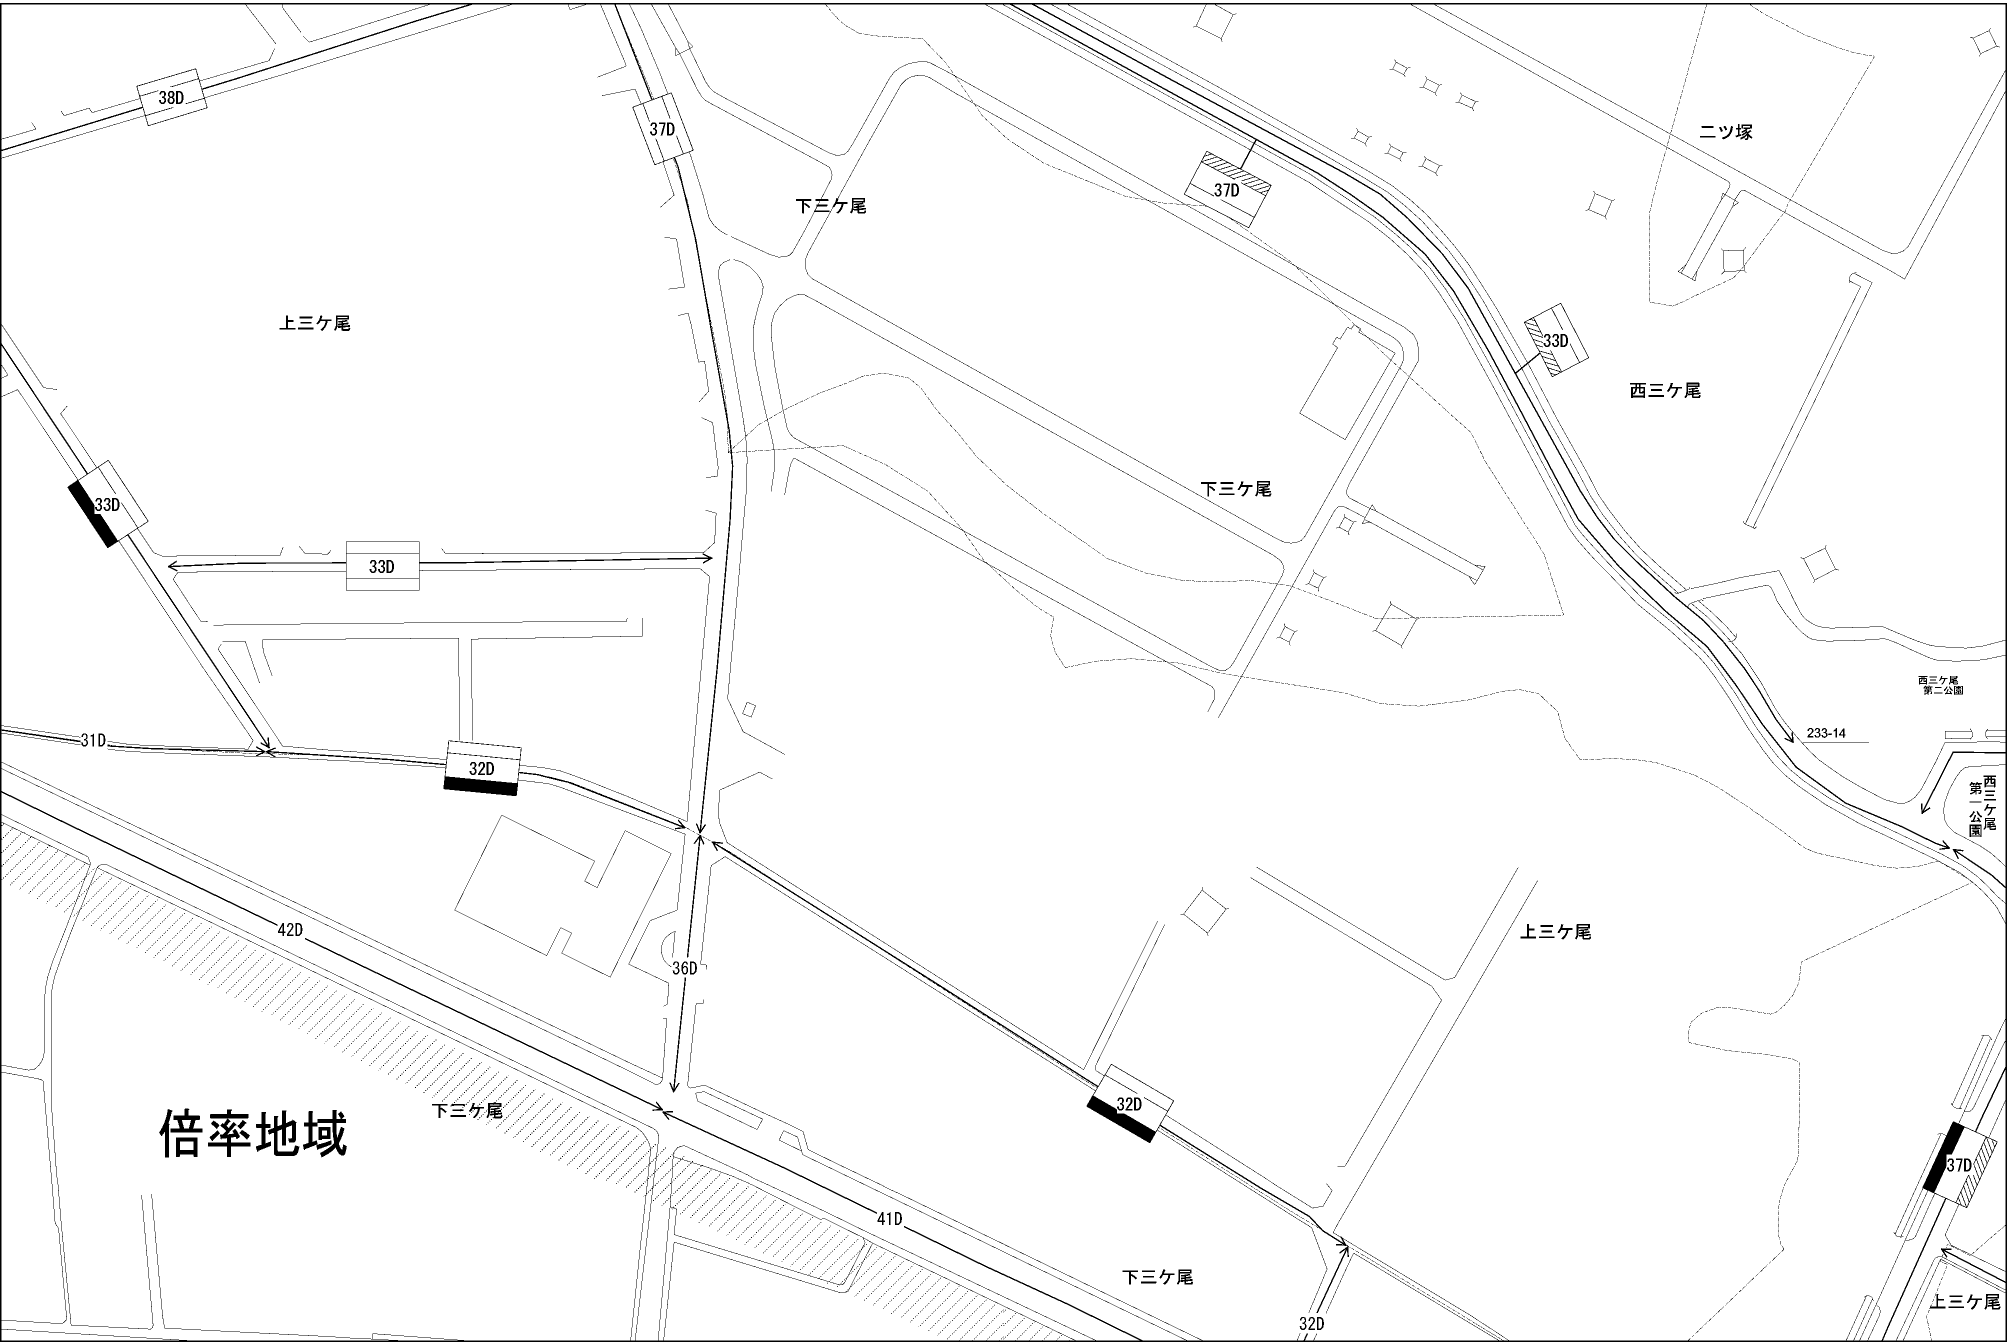 38D
37D
二ツ塚
37D
下三ケ尾
上三ケ尾
33D
西三ケ尾
下三ケ尾
33D
33D
西三ケ尾
第二公園
233-14
31D
32D
西三ケ尾
第一公園
42D
上三ケ尾
36D
下三ケ尾
32D
倍率地域
37D
41D
下三ケ尾
上三ケ尾
32D